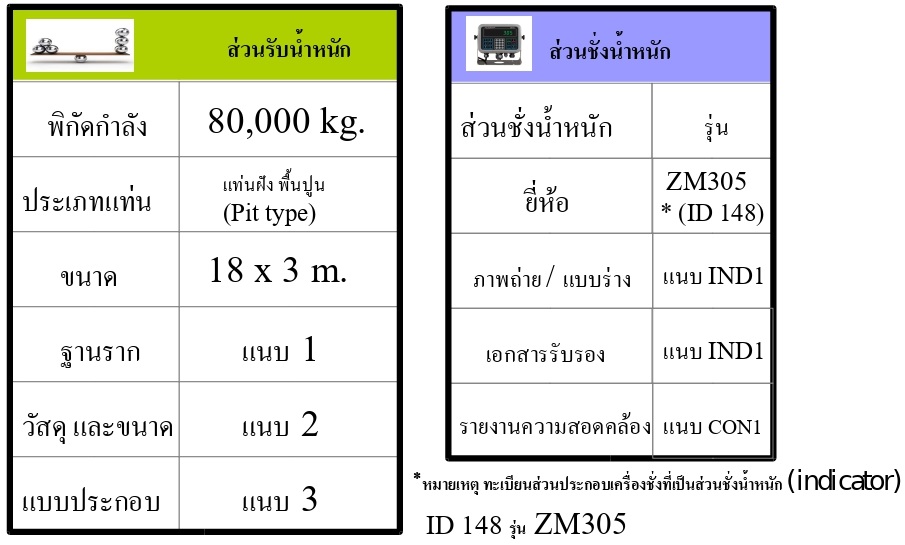 ส่วนรับน้ำหนัก
พิกัดกำลัง 80,000 kg.
ประเภทแท่น แท่นฝัง พื้นปูน
(Pit type)
ขนาด 18 x 3 m.
ฐานราก แนบ 1
วัสดุ และขนาด แนบ 2
แบบประกอบ แนบ 3
ส่วนชั่งน้ำหนัก
ส่วนชั่งน้ำหนัก รุ่น
ยี่ห้อ ZM305
* (ID 148)
ภาพถ่าย / แบบร่าง แนบ IND1
เอกสารรับรอง แนบ IND1
รายงานความสอดคล้อง แนบ CON1
* หมายเหตุ ทะเบียนส่วนประกอบเครื่องชั่งที่เป็นส่วนชั่งน้ำหนัก (indicator)
ID 148 รุ่น ZM305